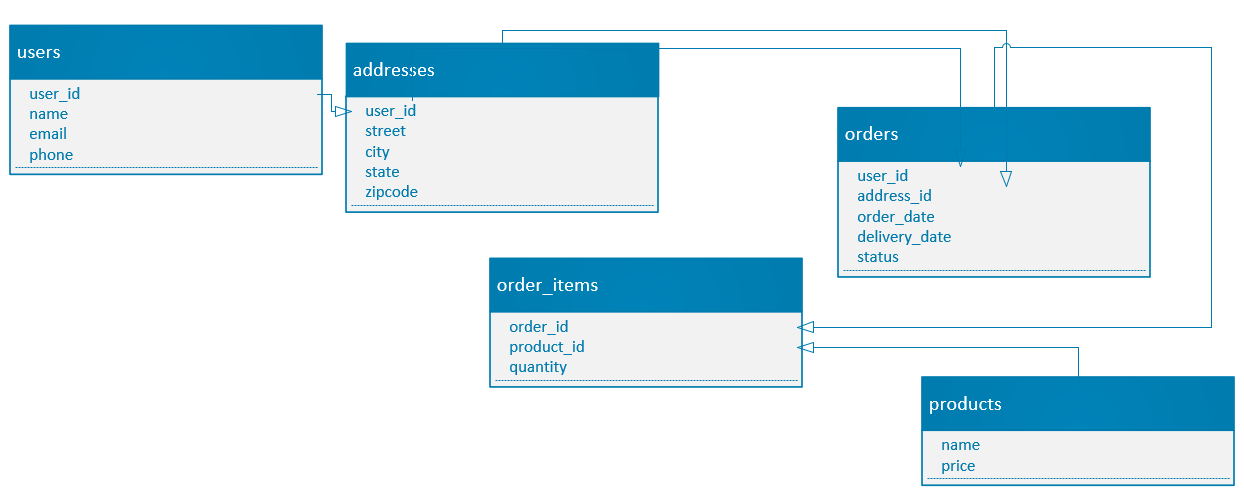 users
user_id
name
email
phone
addresses
user_id
street
city
state
zipcode
orders
user_id
address_id
order_date
delivery_date
status
order_items
order_id
product_id
quantity
products
name
price